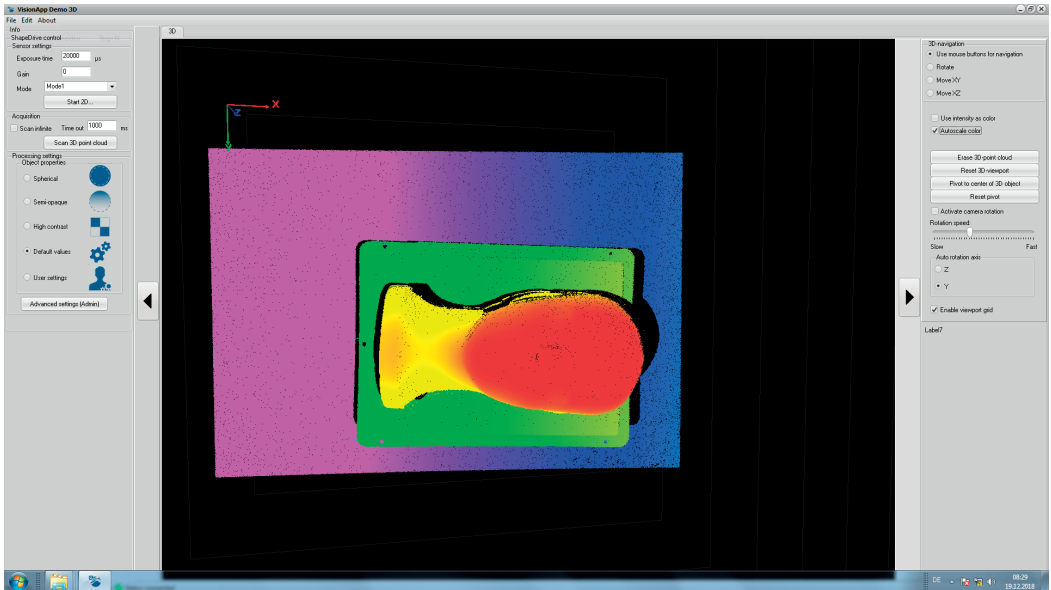 VisionApp Demo 3D
File Edit About
Info
ShapeDrive control
Sensor settings
Exposure time 20000 µs
Gain 0
Mode Mode1
Start 2D...
Acquisition
Scan infinite Time out 1000 ms
Scan 3D point cloud
Processing settings
Object properties
Spherical
Semi-opaque
High contrast
Default values
User settings
Advanced settings (Admin)
3D
X
Z
3D-navigation
Use mouse buttons for navigation
Rotate
Move XY
Move XZ
Use intensity as color
Autoscale color
Erase 3D-point cloud
Reset 3D-viewport
Pivot to center of 3D object
Reset pivot
Activate camera rotation
Rotation speed:
Slow Fast
Auto rotation axis
Z
Y
Enable viewport grid
Label7
DE
08:29
19.12.2018